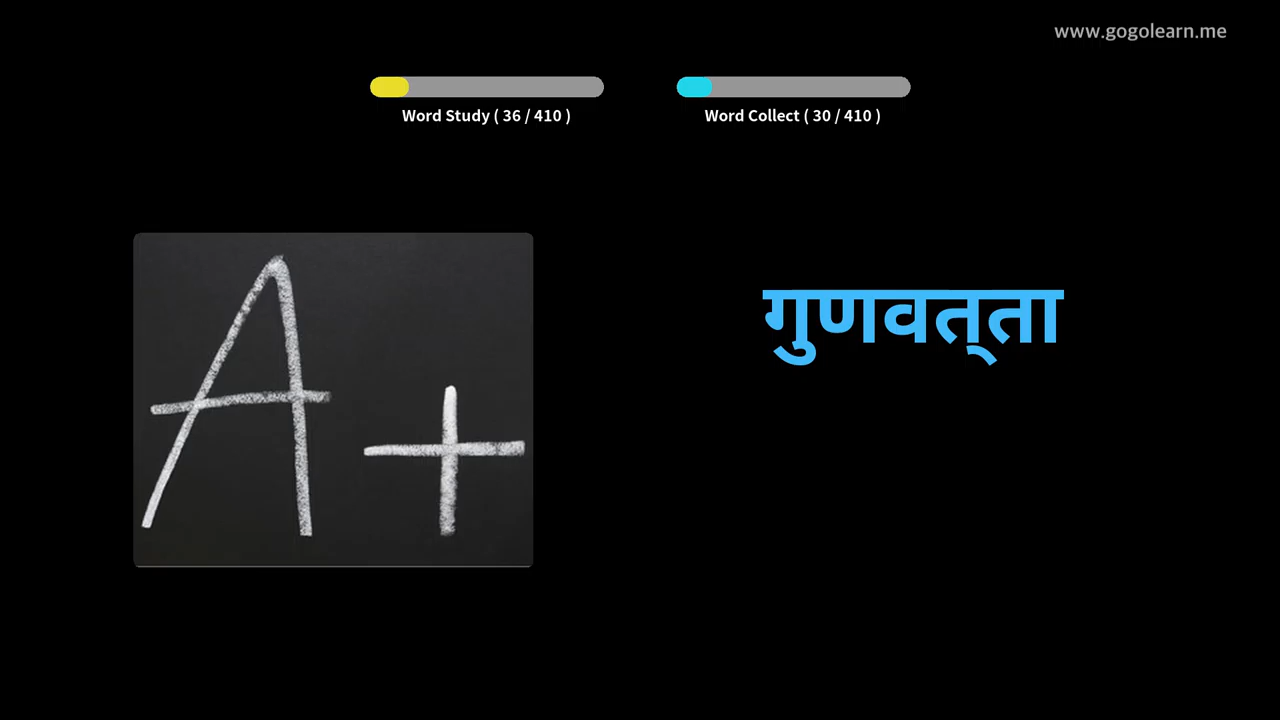 www.gogolearn.me
Word Study ( 36 / 410 )
Word Collect ( 30 / 410 )
A+
गुणवत्‌ता